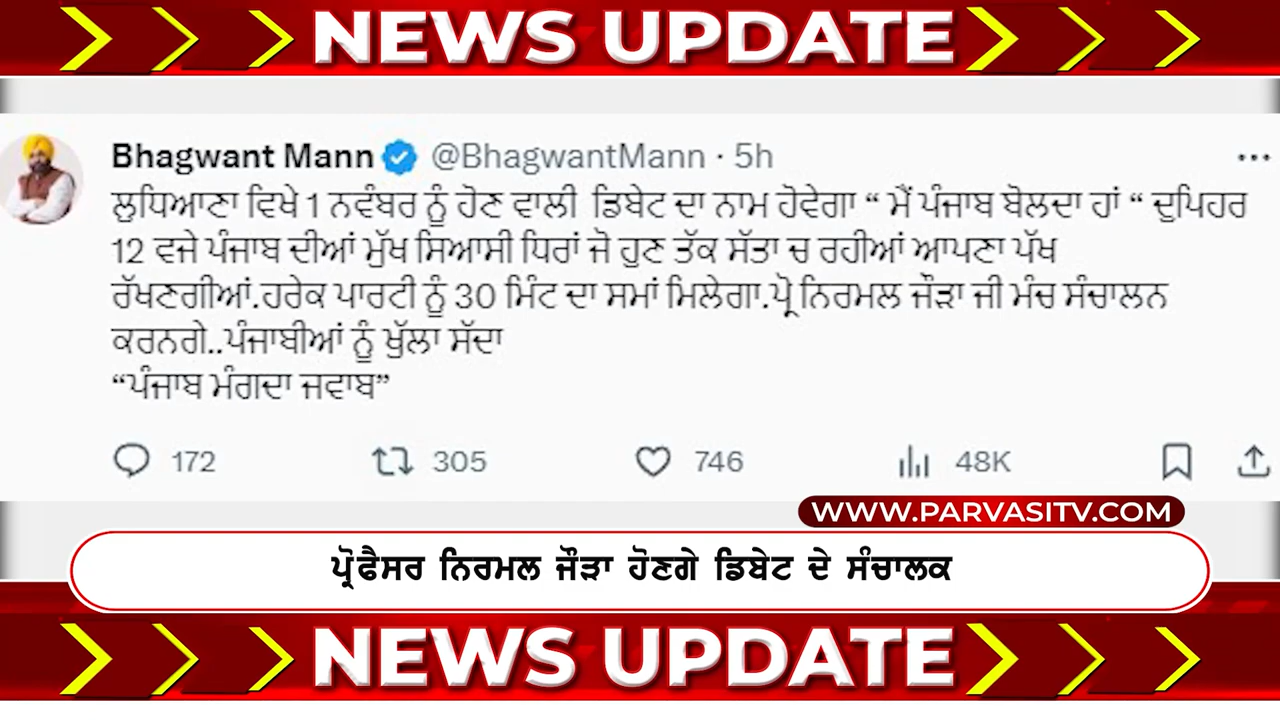 NEWS UPDATE
Bhagwant Mann @BhagwantMann · 5h
ਲੁਧਿਆਣਾ ਵਿਖੇ 1 ਨਵੰਬਰ ਨੂੰ ਹੋਣ ਵਾਲੀ ਡਿਬੇਟ ਦਾ ਨਾਮ ਹੋਵੇਗਾ “ ਮੈਂ ਪੰਜਾਬ ਬੋਲਦਾ ਹਾਂ “ ਦੁਪਿਹਰ
12 ਵਜੇ ਪੰਜਾਬ ਦੀਆਂ ਮੁੱਖ ਸਿਆਸੀ ਧਿਰਾਂ ਜੋ ਹੁਣ ਤੱਕ ਸੱਤਾ ਚ ਰਹੀਆਂ ਆਪਣਾ ਪੱਖ
ਰੱਖਣਗੀਆਂ.ਹਰੇਕ ਪਾਰਟੀ ਨੂੰ 30 ਮਿੰਟ ਦਾ ਸਮਾਂ ਮਿਲੇਗਾ.ਪ੍ਰੋ ਨਿਰਮਲ ਜੌੜਾ ਜੀ ਮੰਚ ਸੰਚਾਲਨ
ਕਰਨਗੇ..ਪੰਜਾਬੀਆਂ ਨੂੰ ਖੁੱਲਾ ਸੱਦਾ
“ਪੰਜਾਬ ਮੰਗਦਾ ਜਵਾਬ”
172 305 746 48K
WWW.PARVASITV.COM
ਪ੍ਰੋਫੈਸਰ ਨਿਰਮਲ ਜੌੜਾ ਹੋਣਗੇ ਡਿਬੇਟ ਦੇ ਸੰਚਾਲਕ
NEWS UPDATE